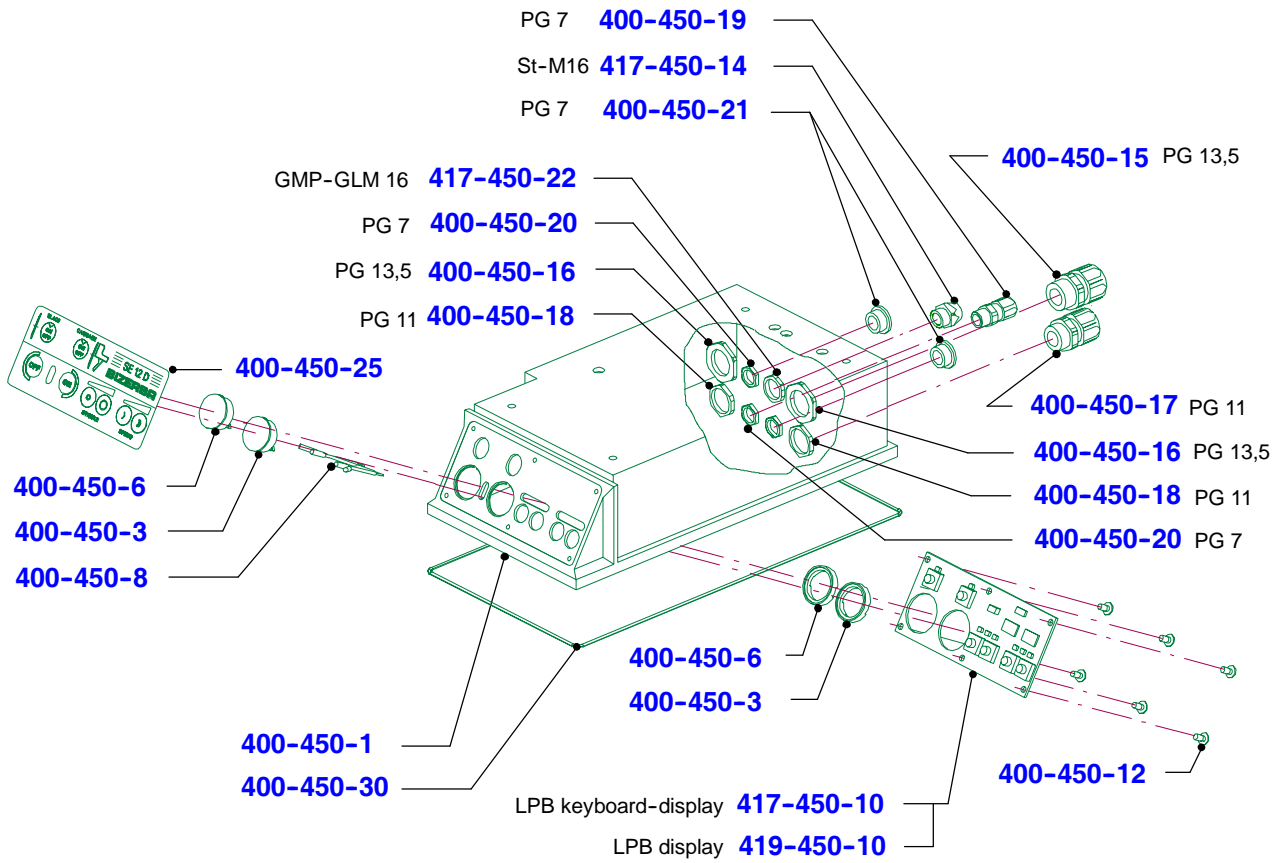 PG 7 400-450-19
St-M16 417-450-14
PG 7 400-450-21
400-450-15 PG 13,5
GMP-GLM 16 417-450-22
PG 7 400-450-20
PG 13,5 400-450-16
PG 11 400-450-18
SE 12 D
BIZERBA
OFF
ON
400-450-25
400-450-17 PG 11
400-450-16 PG 13,5
400-450-18 PG 11
400-450-20 PG 7
400-450-6
400-450-3
400-450-8
400-450-6
400-450-3
400-450-1
400-450-30
400-450-12
LPB keyboard-display 417-450-10
LPB display 419-450-10